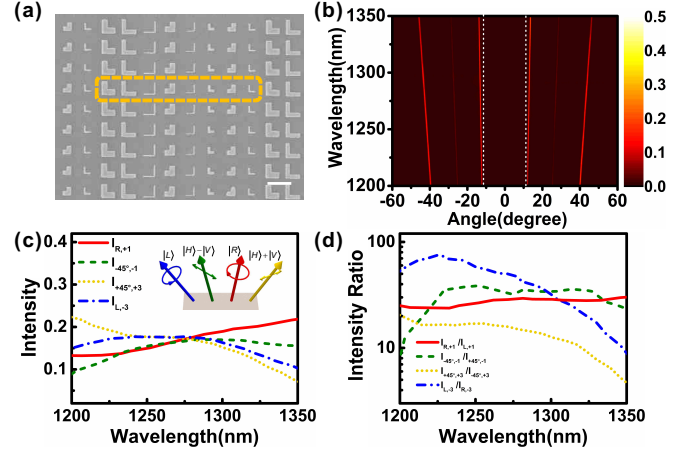 (a)
(b)
Wavelength(nm)
1350
1300
1250
1200
-60 -40 -20 0 20 40 60
Angle(degree)
0.5
0.4
0.3
0.2
0.1
0.0
(c)
Intensity
0.4
0.3
0.2
0.1
I_R,+1
I_-45°,-1
I_+45°,+3
I_L,-3
|L⟩ |H⟩−|V⟩ |R⟩ |H⟩+|V⟩
1200 1250 1300 1350
Wavelength(nm)
(d)
Intensity Ratio
100
10
I_R,+1 /I_L,+1
I_-45°,-1 /I_+45°,-1
I_+45°,+3 /I_-45°,+3
I_L,-3 /I_R,-3
1200 1250 1300 1350
Wavelength(nm)